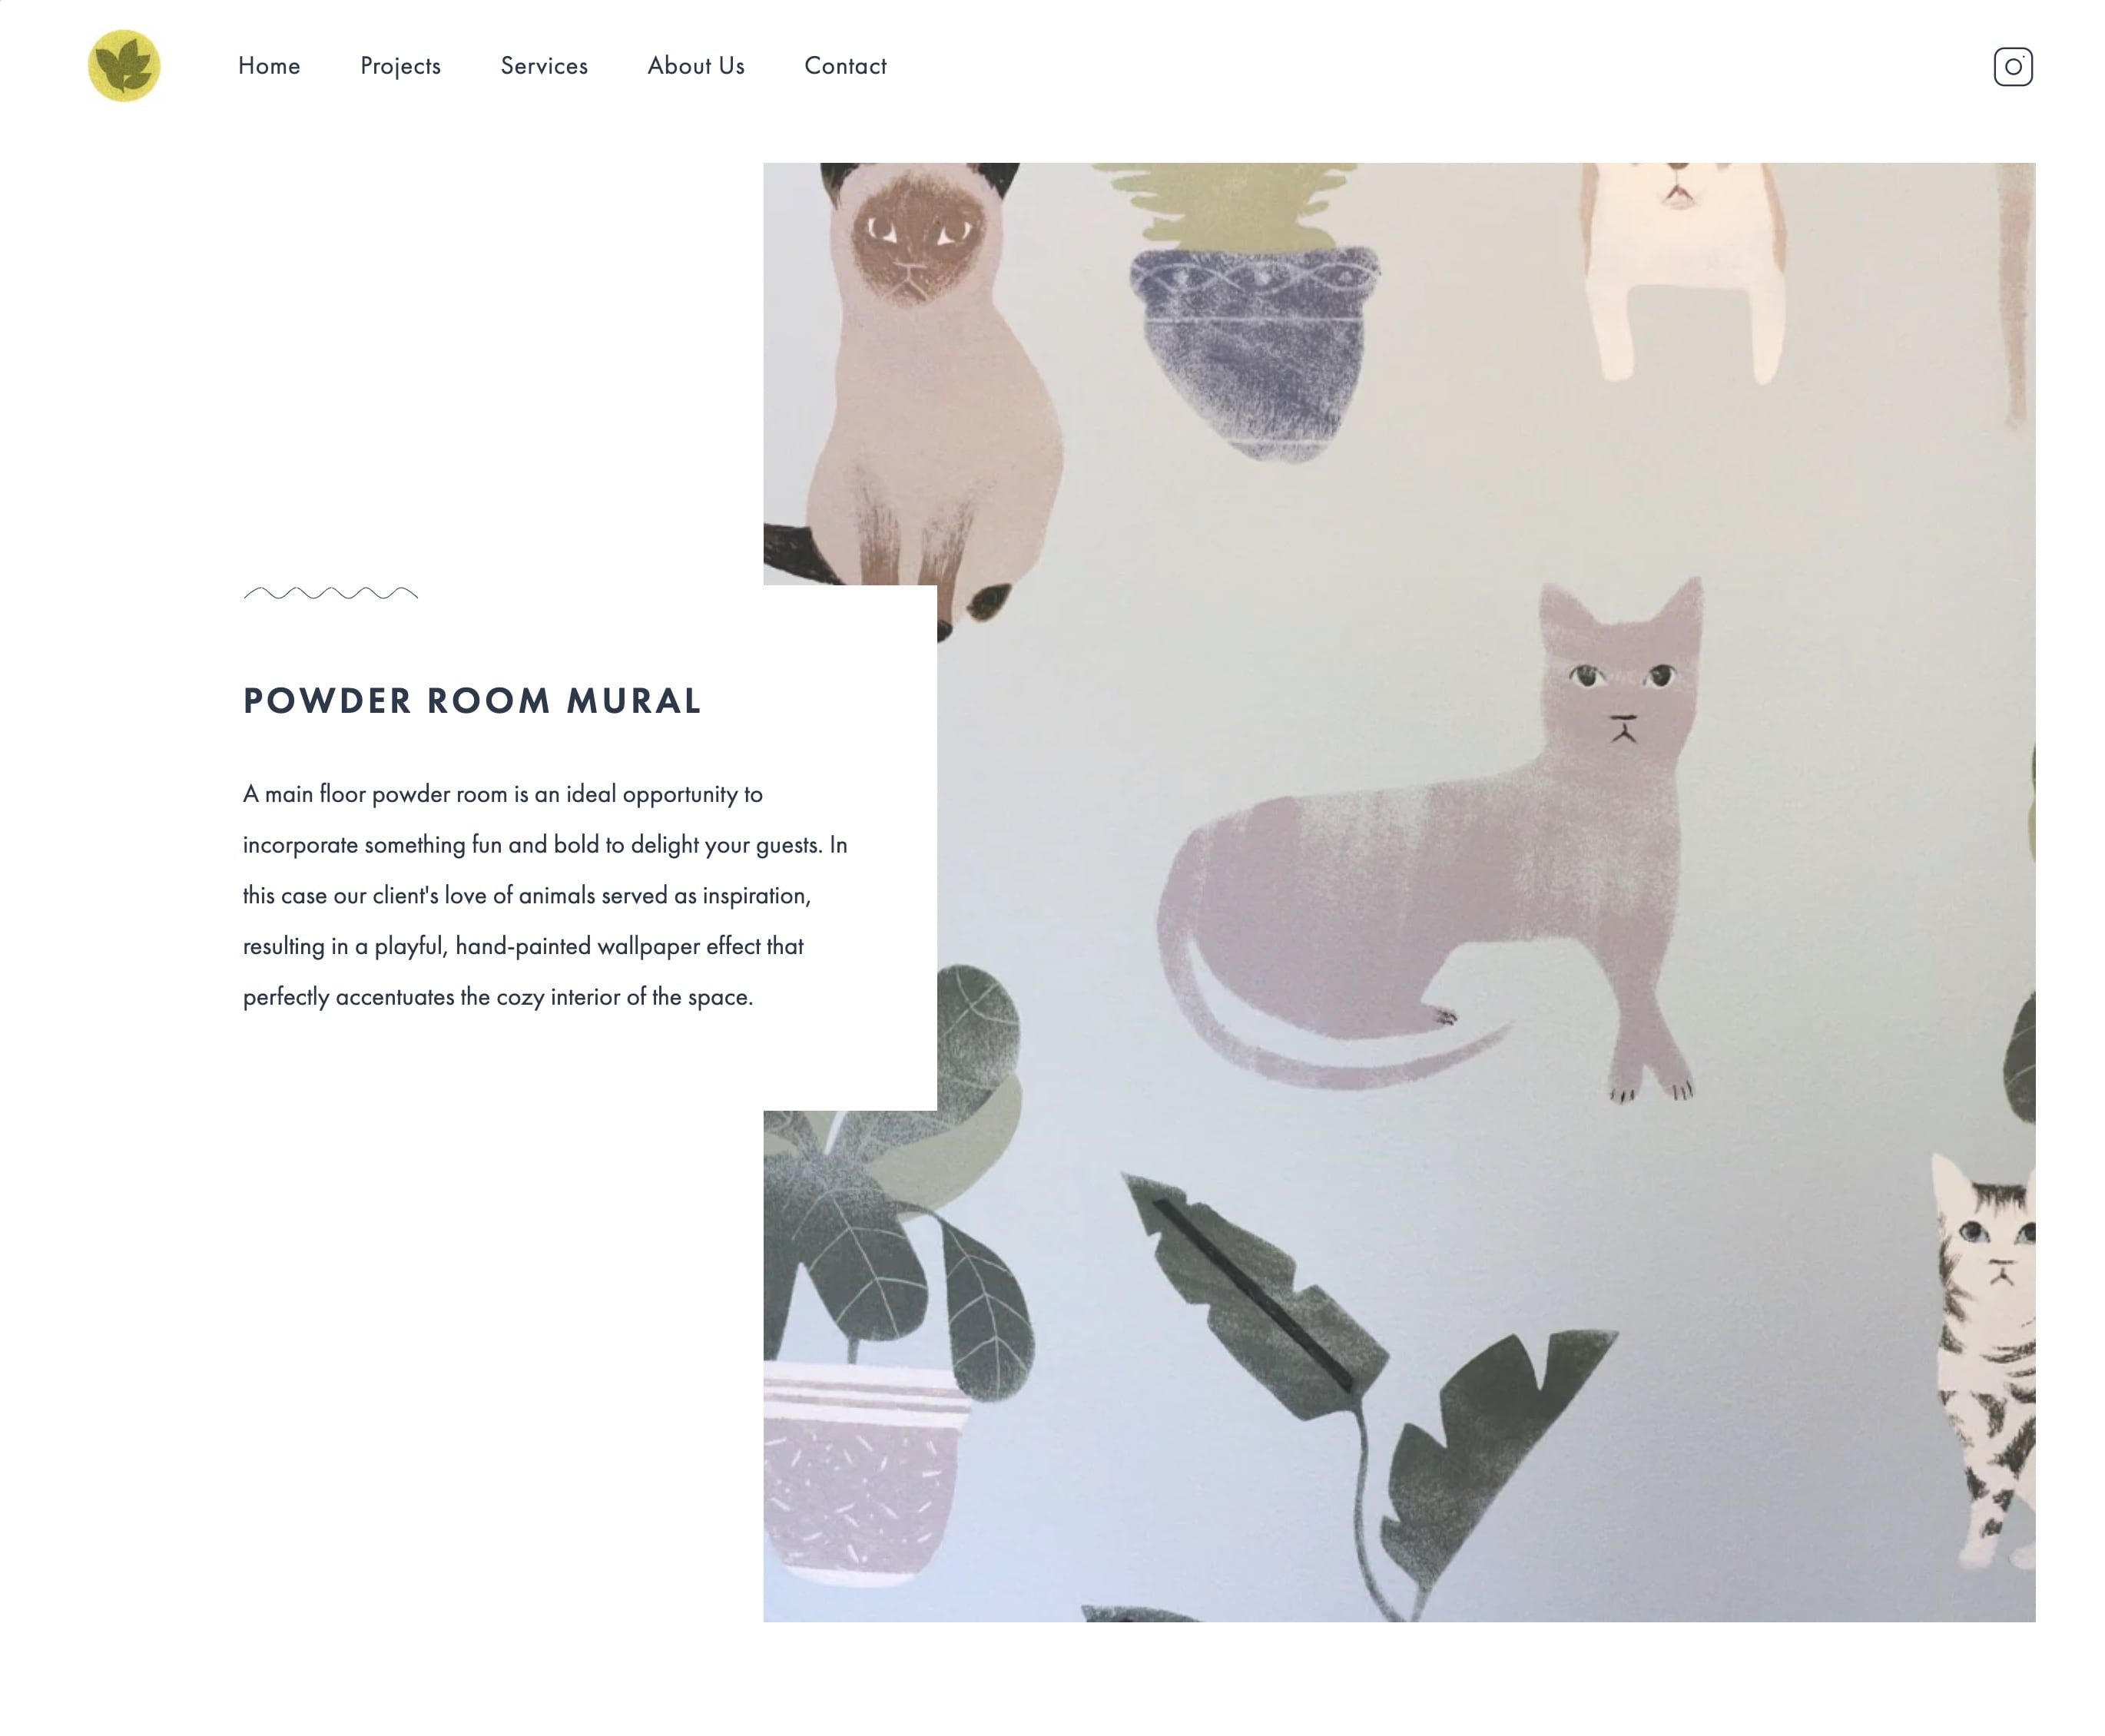 Home
Projects
Services
About Us
Contact
POWDER ROOM MURAL
A main floor powder room is an ideal opportunity to
incorporate something fun and bold to delight your guests. In
this case our client's love of animals served as inspiration,
resulting in a playful, hand-painted wallpaper effect that
perfectly accentuates the cozy interior of the space.